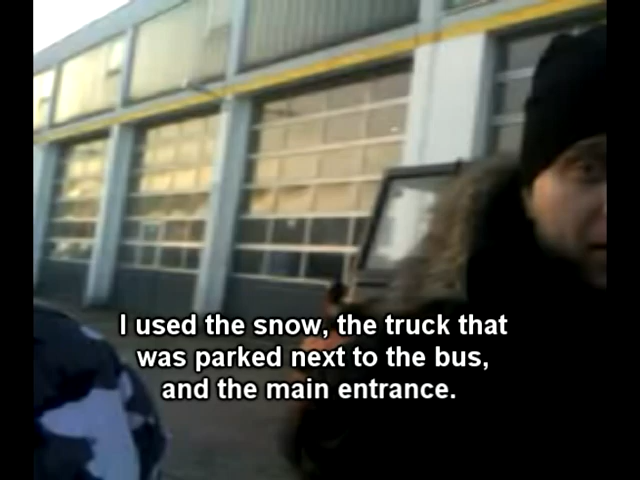 I used the snow, the truck that
was parked next to the bus,
and the main entrance.